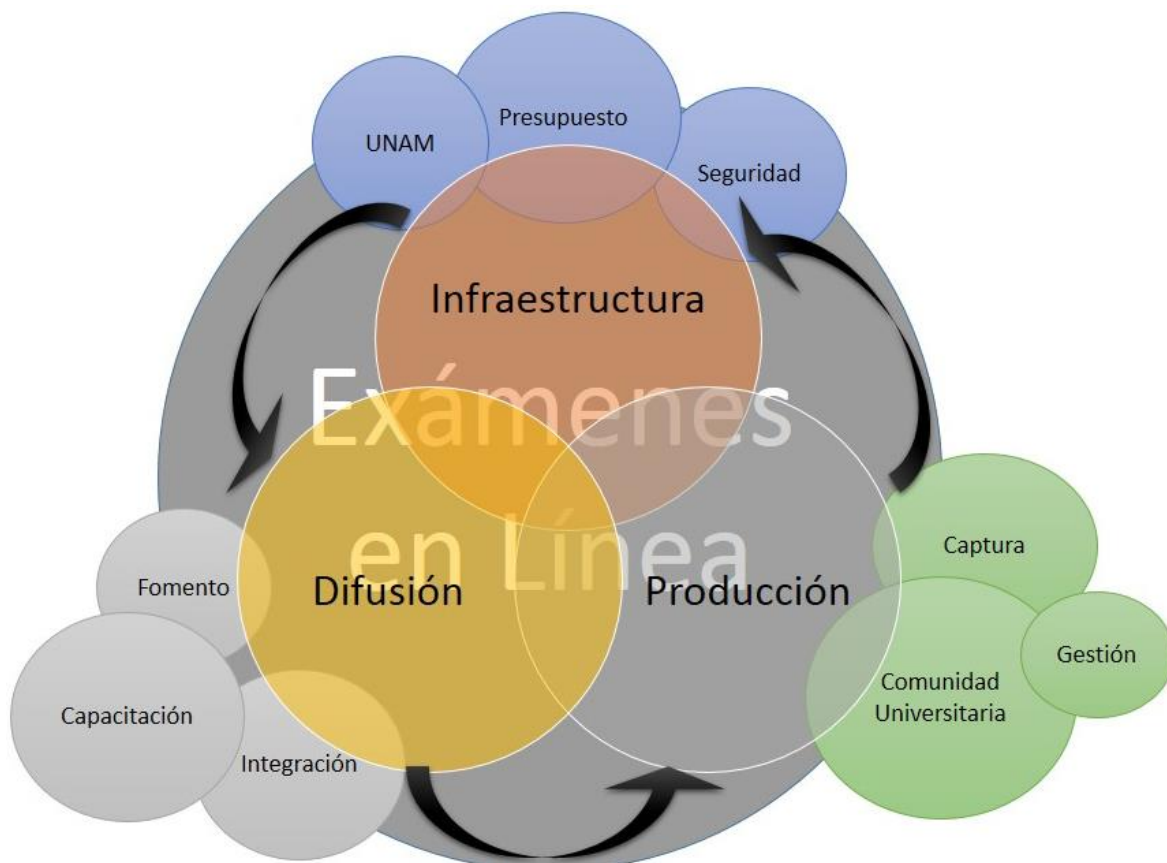 Presupuesto
UNAM
Seguridad
Infraestructura
Exámenes
en Línea
Captura
Fomento
Difusión
Producción
Gestión
Comunidad
Universitaria
Capacitación
Integración